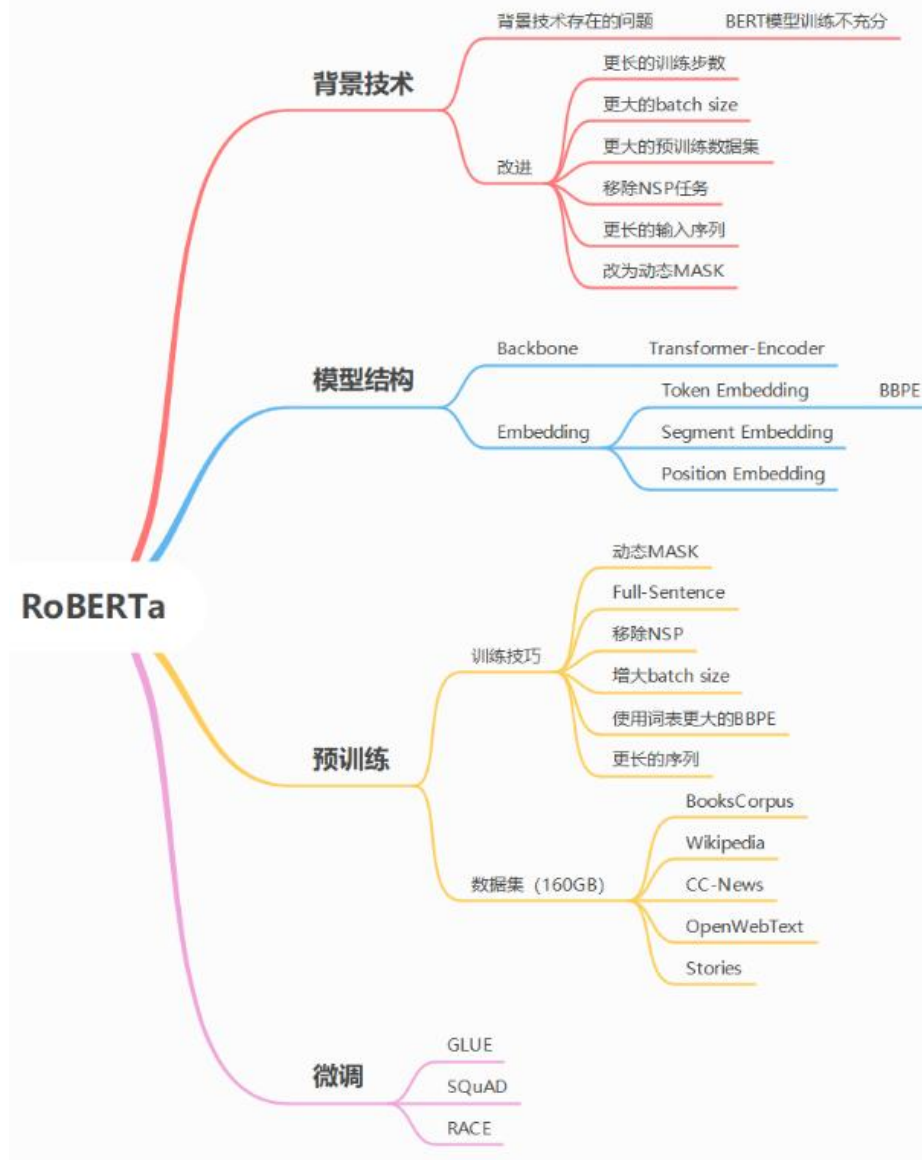 RoBERTa
背景技术
背景技术存在的问题
BERT模型训练不充分
改进
更长的训练步数
更大的batch size
更大的预训练数据集
移除NSP任务
更长的输入序列
改为动态MASK
模型结构
Backbone
Transformer-Encoder
Embedding
Token Embedding
BBPE
Segment Embedding
Position Embedding
预训练
训练技巧
动态MASK
Full-Sentence
移除NSP
增大batch size
使用词表更大的BBPE
更长的序列
数据集（160GB）
BooksCorpus
Wikipedia
CC-News
OpenWebText
Stories
微调
GLUE
SQuAD
RACE